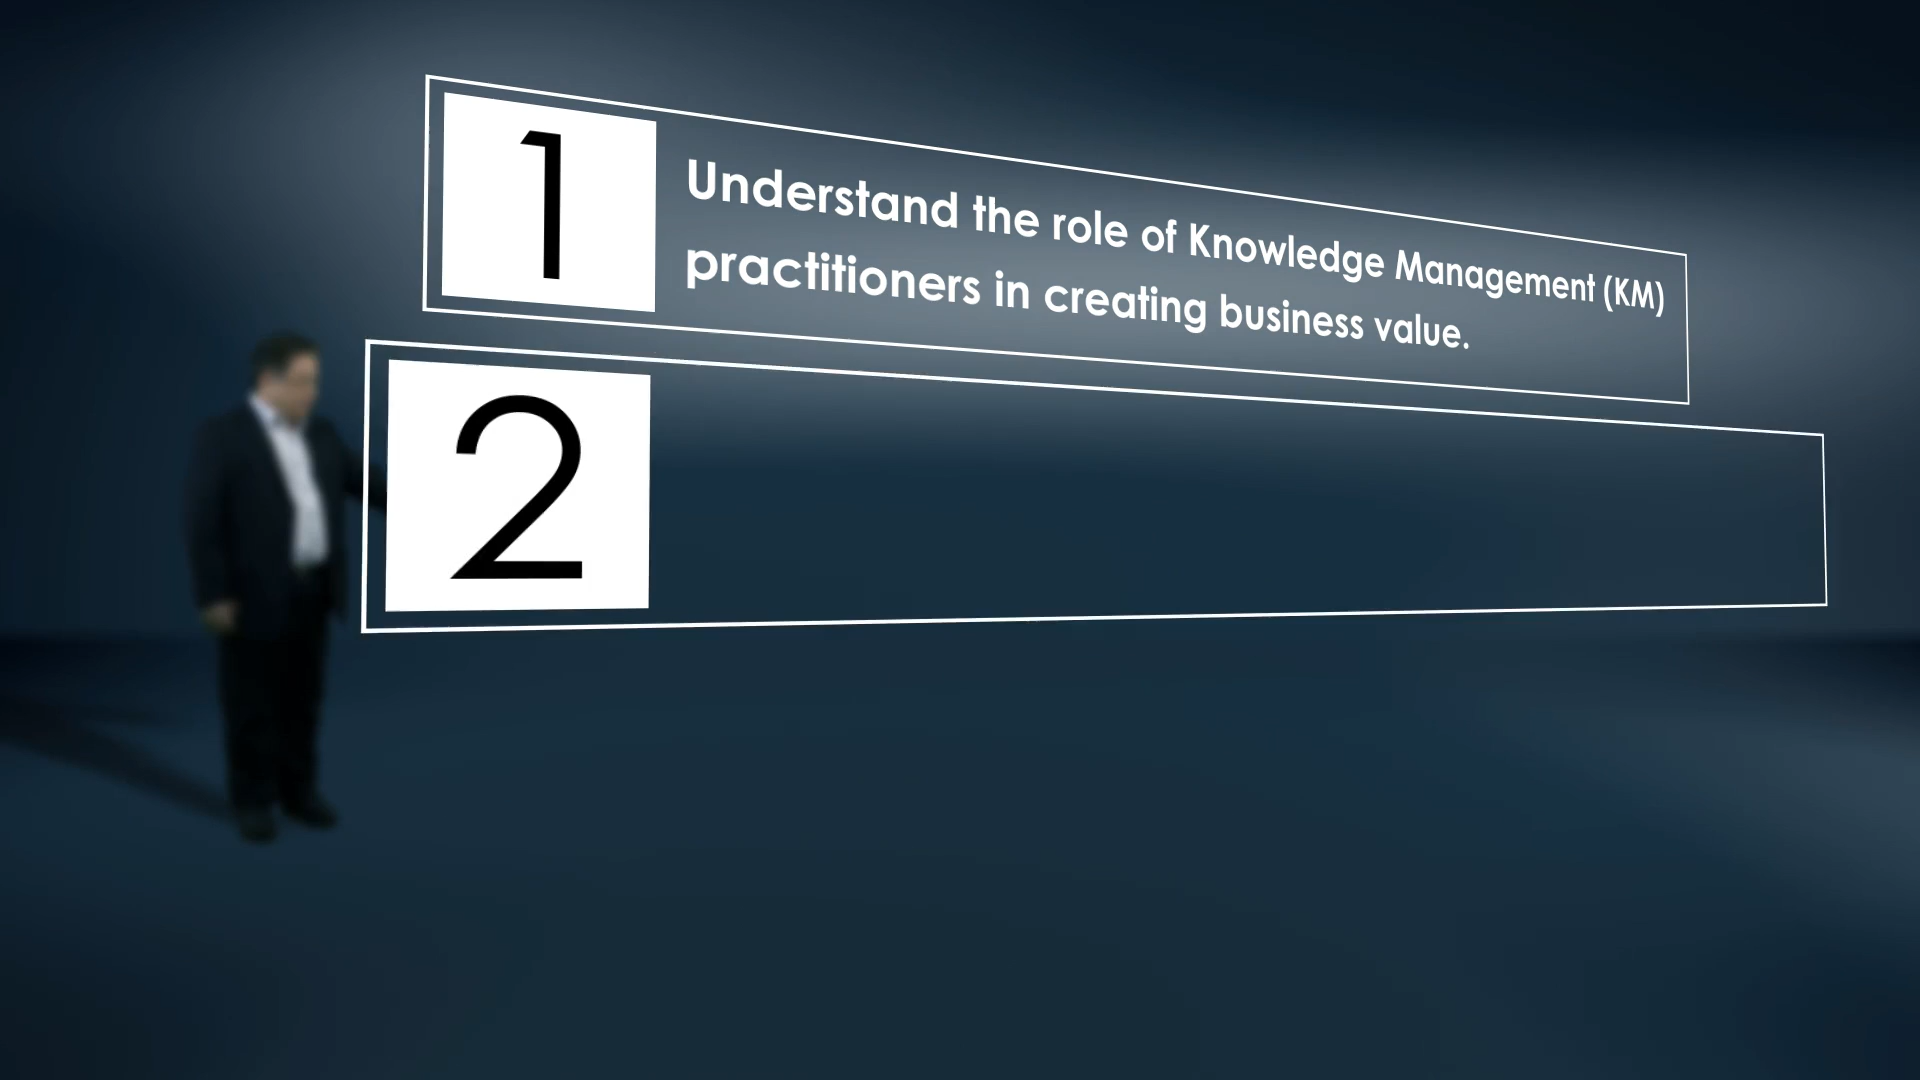 1
Understand the role of Knowledge Management (KM)
practitioners in creating business value.
2